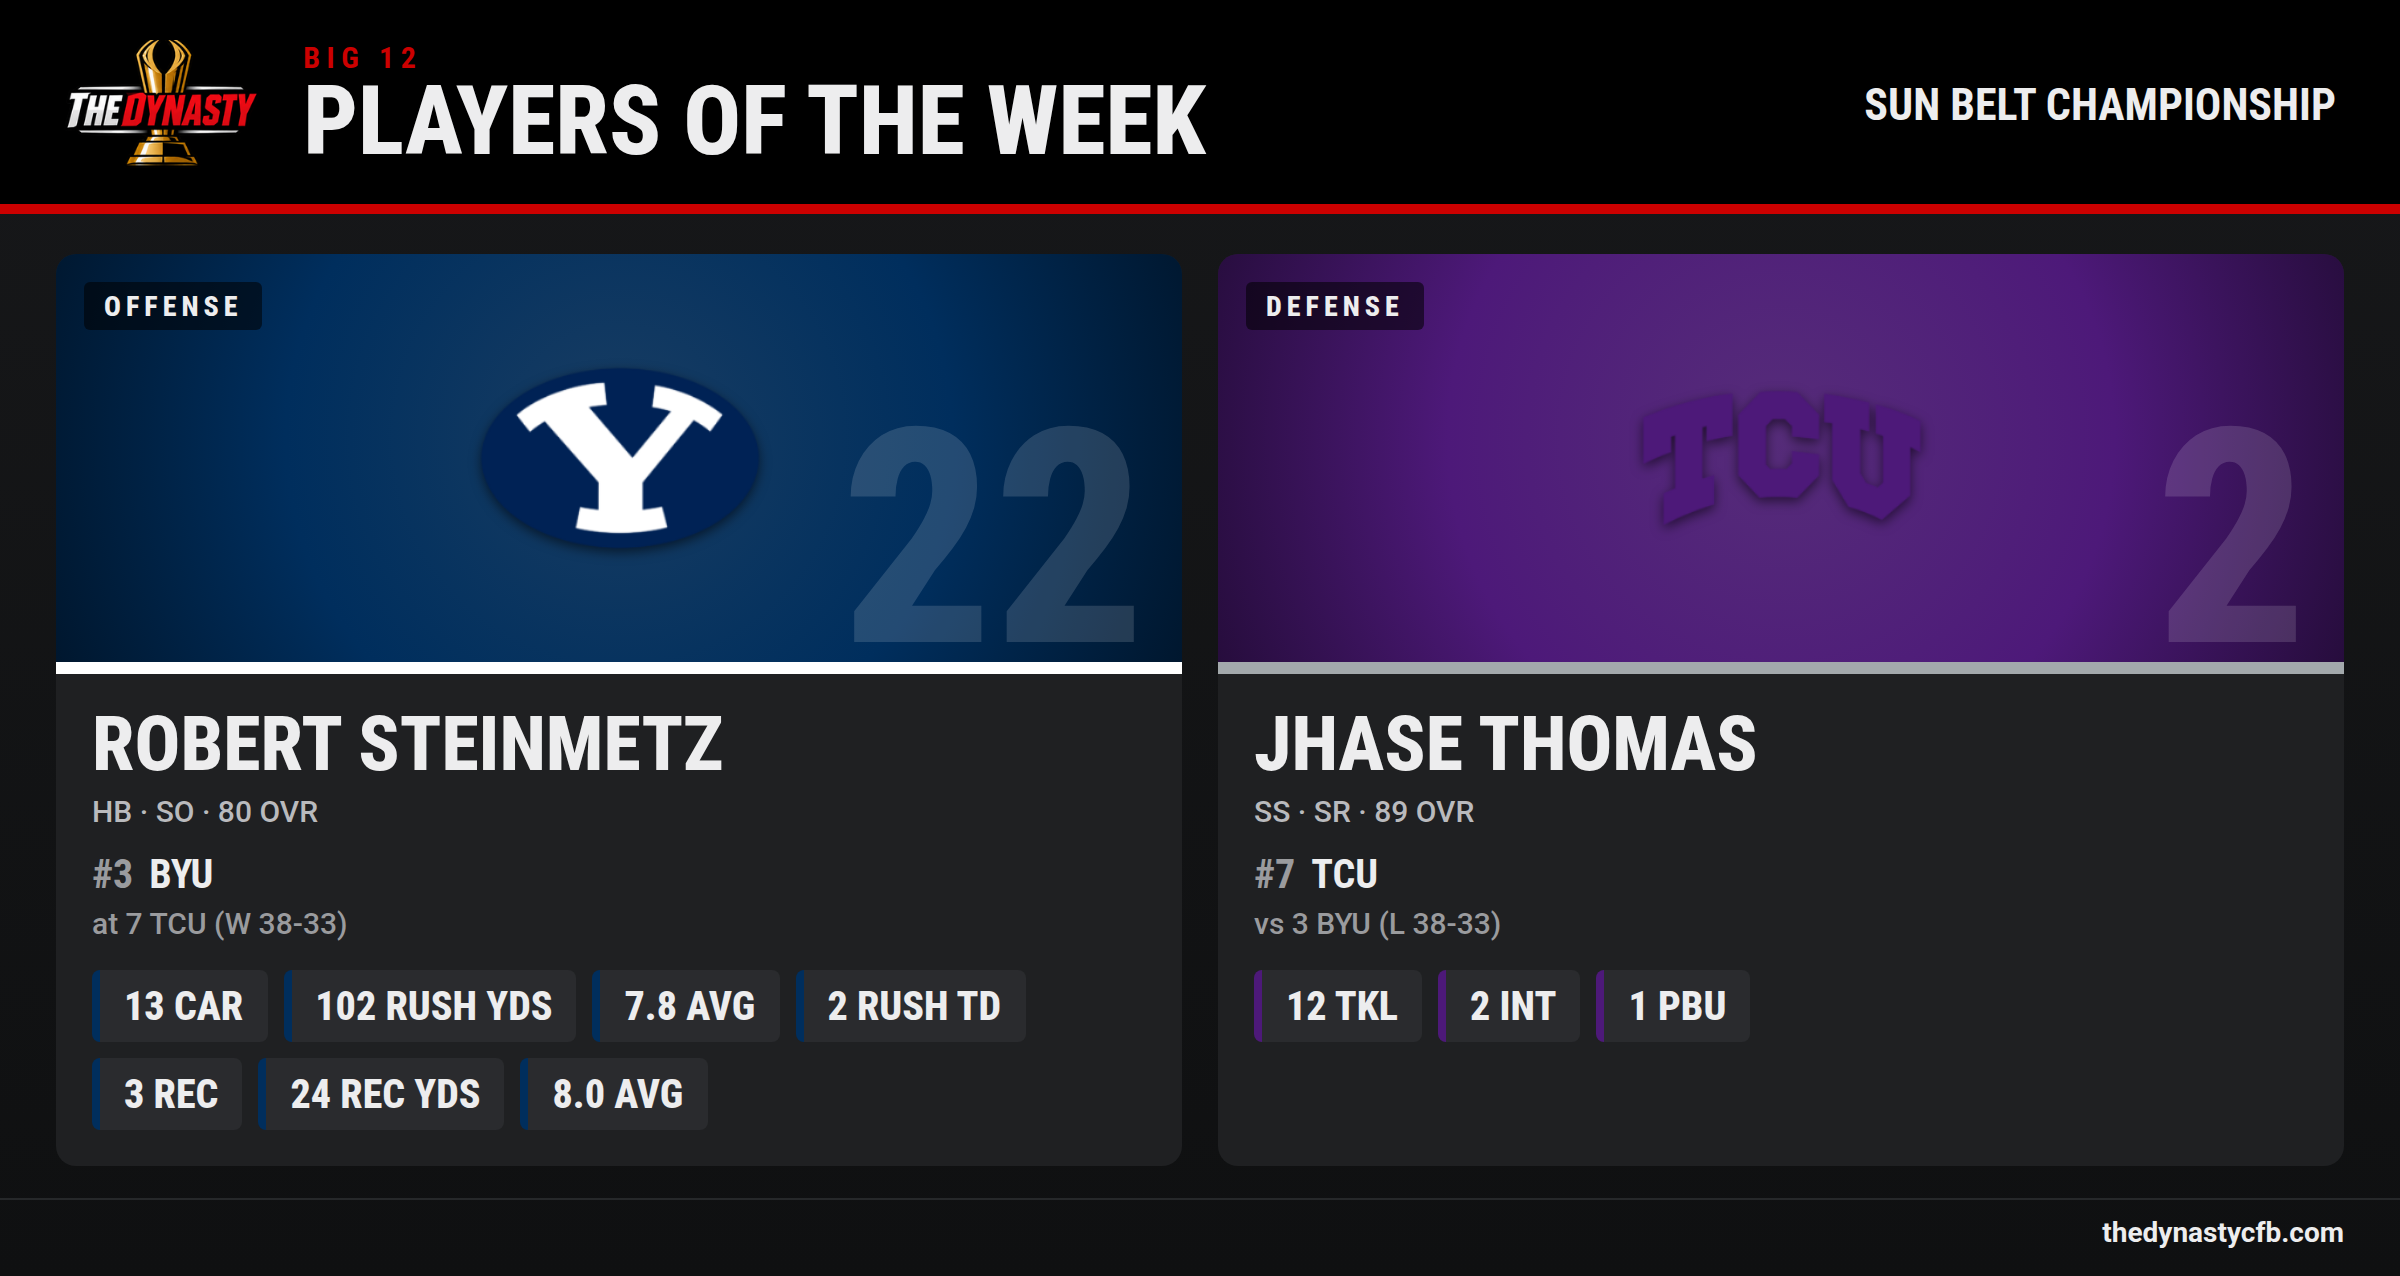 THE DYNASTY
BIG 12
PLAYERS OF THE WEEK
SUN BELT CHAMPIONSHIP
OFFENSE
Y
22
ROBERT STEINMETZ
HB · SO · 80 OVR
#3 BYU
at 7 TCU (W 38-33)
13 CAR
102 RUSH YDS
7.8 AVG
2 RUSH TD
3 REC
24 REC YDS
8.0 AVG
DEFENSE
TCU
2
JHASE THOMAS
SS · SR · 89 OVR
#7 TCU
vs 3 BYU (L 38-33)
12 TKL
2 INT
1 PBU
thedynastycfb.com